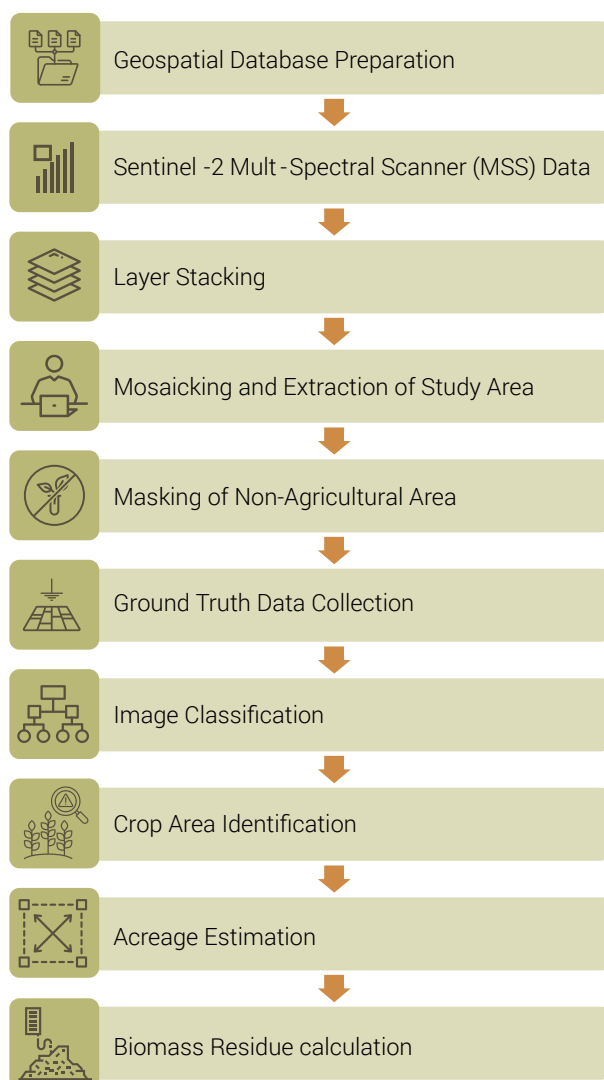 Geospatial Database Preparation
Sentinel -2 Mult-Spectral Scanner (MSS) Data
Layer Stacking
Mosaicking and Extraction of Study Area
Masking of Non-Agricultural Area
Ground Truth Data Collection
Image Classification
Crop Area Identification
Acreage Estimation
Biomass Residue calculation